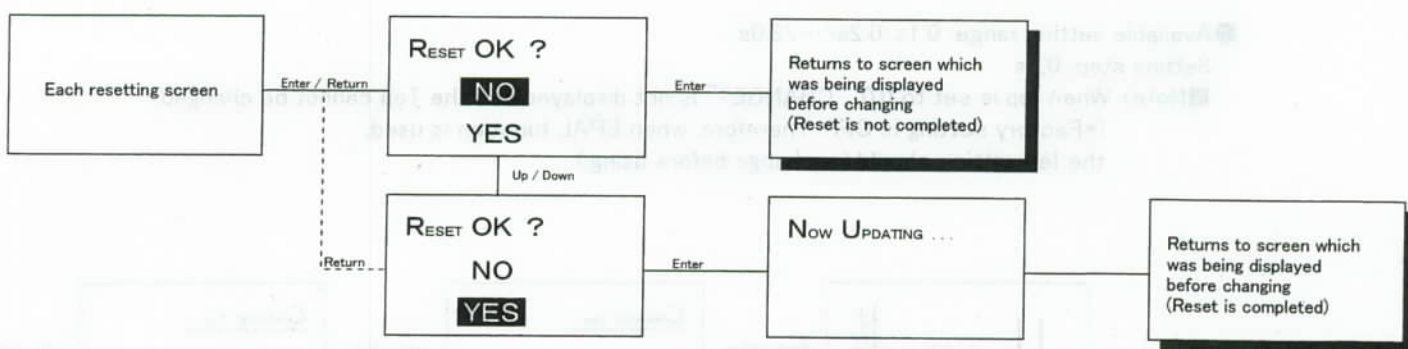 Each resetting screen
Enter / Return
RESET OK ?
NO
YES
Enter
Returns to screen which
was being displayed
before changing
(Reset is not completed)
Up / Down
Return
RESET OK ?
NO
YES
Enter
NOW UPDATING ...
Returns to screen which
was being displayed
before changing
(Reset is completed)